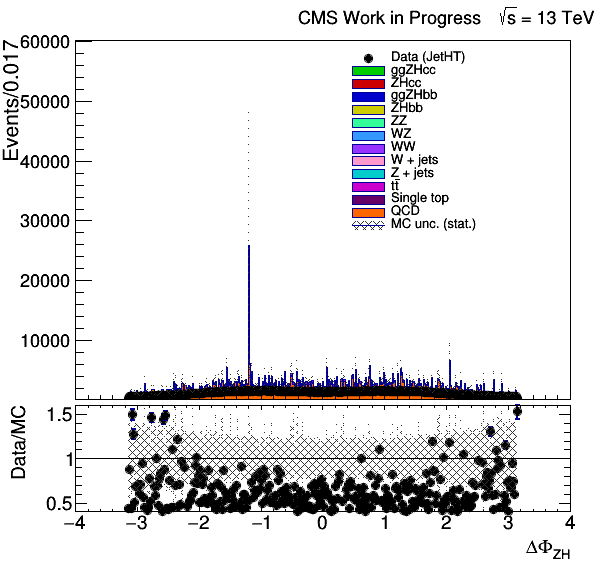 CMS Work in Progress √s = 13 TeV
Events/0.017
60000
50000
40000
30000
20000
10000
Data (JetHT)
ggZHcc
ZHcc
ggZHbb
ZHbb
ZZ
WZ
WW
W + jets
Z + jets
tt̄
Single top
QCD
MC unc. (stat.)
Data/MC
1.5
1
0.5
−4 −3 −2 −1 0 1 2 3 4
ΔΦZH